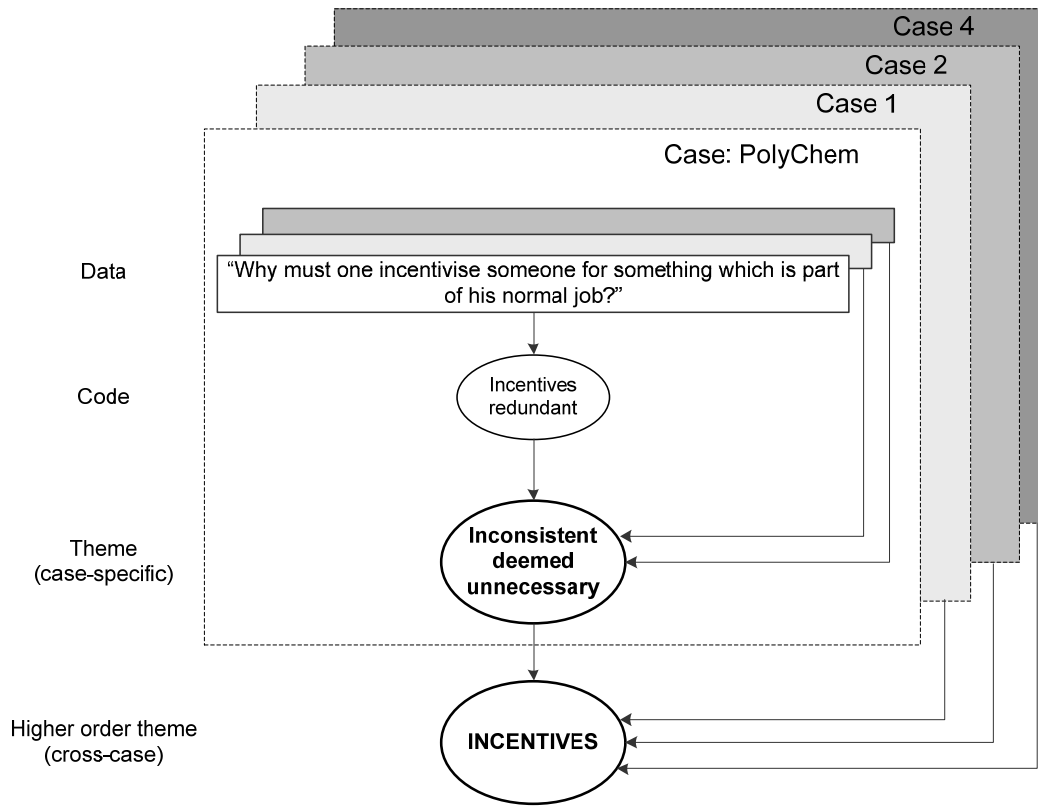 Case 4
Case 2
Case 1
Case: PolyChem
Data
“Why must one incentivise someone for something which is part
of his normal job?”
Code
Incentives
redundant
Theme
(case-specific)
Inconsistent
deemed
unnecessary
Higher order theme
(cross-case)
INCENTIVES